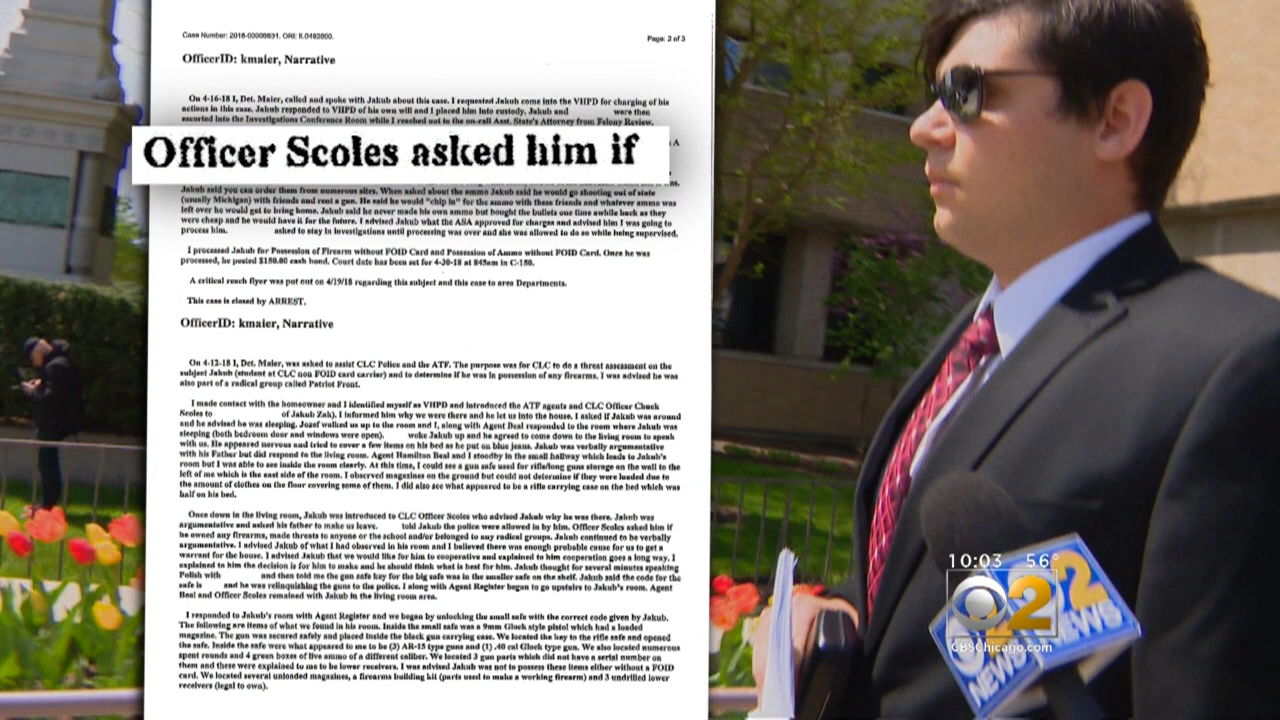 Case Number: 2018-00008631. ORI: IL0492000.
Page: 2 of 3
OfficerID: kmaier, Narrative
On 4-16-18 I, Det. Maier, called and spoke with Jakub about this case. I requested Jakub come into the VHPD for charging of his
actions in this case. Jakub responded to VHPD of his own will and I placed him into custody. Jakub and were then
escorted into the Investigations Conference Room while I reached out to the on-call Asst. State's Attorney from Felony Review.
A
Officer Scoles asked him if
Jakub said you can order them from numerous sites. When asked about the ammo Jakub said he would go shooting out of state
(usually Michigan) with friends and rent a gun. He said he would "chip in" for the ammo with these friends and whatever ammo was
left over he would get to bring home. Jakub said he never made his own ammo but bought the bullets one time awhile back as they
were cheap and he would have it for the future. I advised Jakub what the ASA approved for charges and advised him I was going to
process him. asked to stay in Investigations until processing was over and she was allowed to do so while being supervised.
I processed Jakub for Possession of Firearm without FOID Card and Possession of Ammo without FOID Card. Once he was
processed, he posted $150.00 cash bond. Court date has been set for 4-30-18 at 845am in C-150.
A critical reach flyer was put out on 4/19/18 regarding this subject and this case to area Departments.
This case is closed by ARREST.
OfficerID: kmaier, Narrative
On 4-12-18 I, Det. Maier, was asked to assist CLC Police and the ATF. The purpose was for CLC to do a threat assessment on the
subject Jakub (student at CLC non FOID card carrier) and to determine if he was in possession of any firearms. I was advised he was
also part of a radical group called Patriot Front.
I made contact with the homeowner and I identified myself as VHPD and introduced the ATF agents and CLC Officer Chuck
Scoles to of Jakub Zak). I informed him why we were there and he let us into the house. I asked if Jakub was around
and he advised he was sleeping. Jozef walked us up to the room and I, along with Agent Beal responded to the room where Jakub was
sleeping (both bedroom door and windows were open). woke Jakub up and he agreed to come down to the living room to speak
with us. He appeared nervous and tried to cover a few items on his bed as he put on blue jeans. Jakub was verbally argumentative
with his Father but did respond to the living room. Agent Hamilton Beal and I stoodby in the small hallway which leads to Jakub's
room but I was able to see inside the room clearly. At this time, I could see a gun safe used for rifle/long guns storage on the wall to the
left of me which is the east side of the room. I observed magazines on the ground but could not determine if they were loaded due to
the amount of clothes on the floor covering some of them. I did also see what appeared to be a rifle carrying case on the bed which was
half on his bed.
Once down in the living room, Jakub was introduced to CLC Officer Scoles who advised Jakub why he was there. Jakub was
argumentative and asked his father to make us leave. told Jakub the police were allowed in by him. Officer Scoles asked him if
he owned any firearms, made threats to anyone or the school and/or belonged to any radical groups. Jakub continued to be verbally
argumentative. I advised Jakub of what I had observed in his room and I believed there was enough probable cause for us to get a
warrant for the house. I advised Jakub that we would like for him to cooperative and explained to him cooperation goes a long way. I
explained to him the decision is for him to make and he should think what is best for him. Jakub thought for several minutes speaking
Polish with and then told me the gun safe key for the big safe was in the smaller safe on the shelf. Jakub said the code for the
safe is and he was relinquishing the guns to the police. I along with Agent Register began to go upstairs to Jakub's room. Agent
Beal and Officer Scoles remained with Jakub in the living room area.
I responded to Jakub's room with Agent Register and we began by unlocking the small safe with the correct code given by Jakub.
The following are items of what we found in his room. Inside the small safe was a 9mm Glock style pistol which had a loaded
magazine. The gun was secured safely and placed inside the black gun carrying case. We located the key to the rifle safe and opened
the safe. Inside the safe were what appeared to me to be (3) AR-15 type guns and (1) .40 cal Glock type gun. We also located numerous
spent rounds and 4 green boxes of live ammo of a different caliber. We located 3 gun parts which did not have a serial number on
them and these were explained to me to be lower receivers. I was advised Jakub was not to possess these items either without a FOID
card. We located several unloaded magazines, a firearms building kit (parts used to make a working firearm) and 3 undrilled lower
receivers (legal to own).
10:03 56°
2
CBSChicago.com
2
NEWS
NEWS